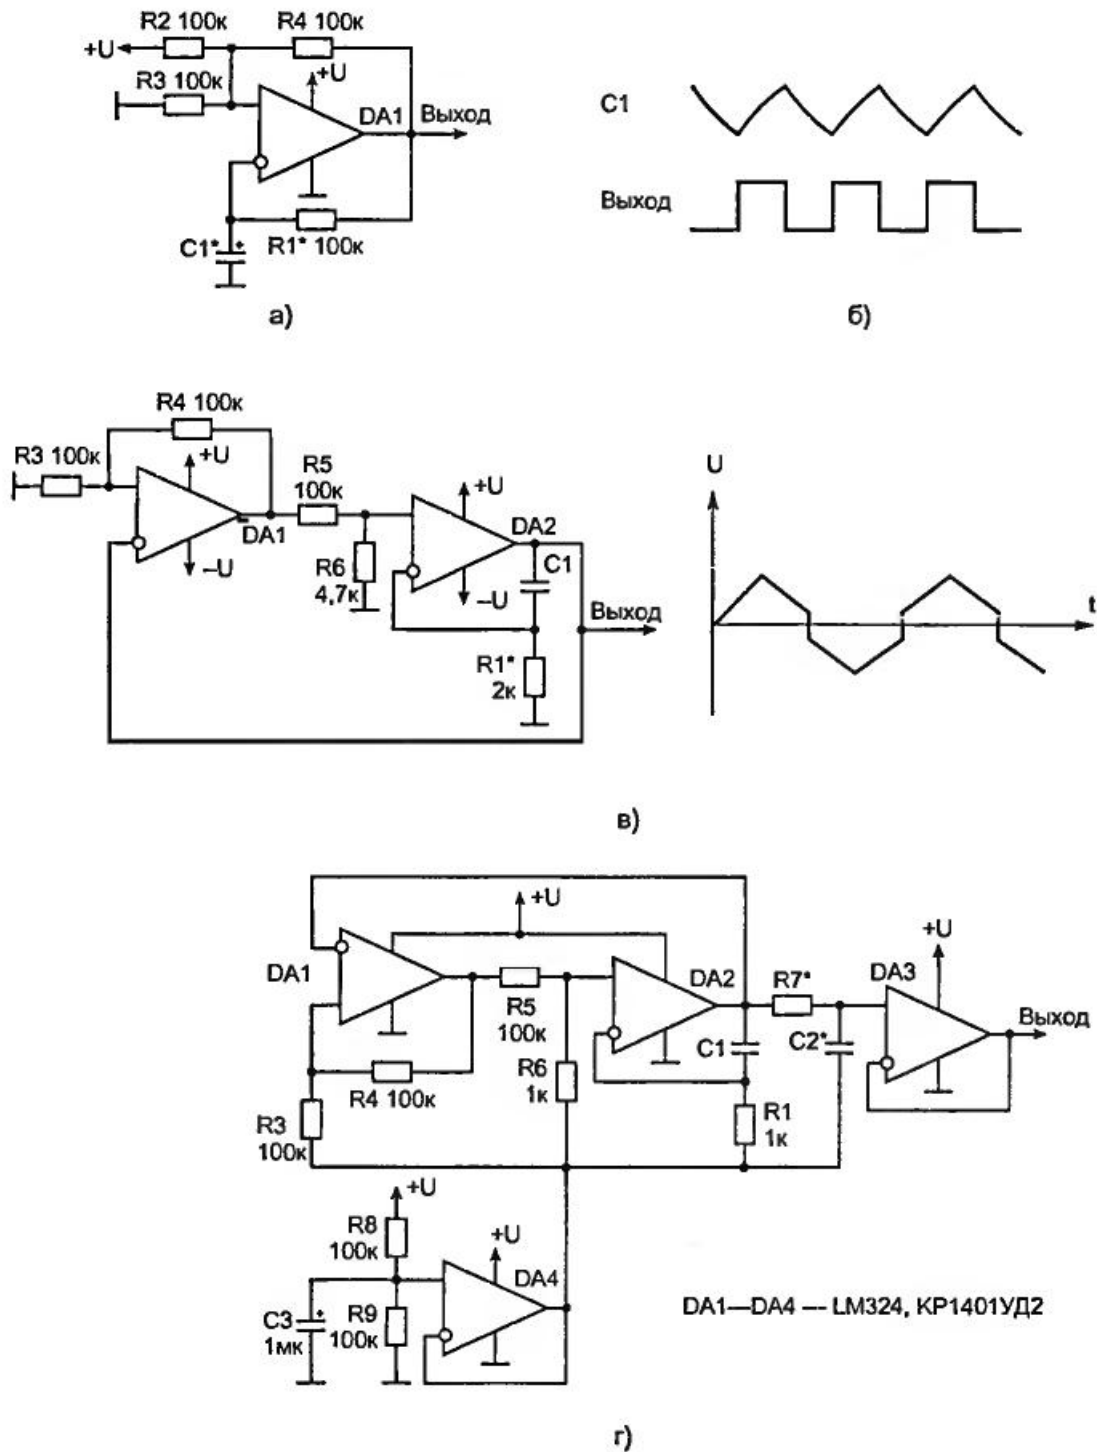 R2 100к
R4 100к
+U
R3 100к
+U
DA1
Выход
C1*
+
R1* 100к
а)
C1
Выход
б)
R4 100к
R3 100к
+U
DA1
–U
R5
100к
R6
4,7к
+U
DA2
–U
C1
Выход
R1*
2к
U
t
в)
+U
DA1
R5
100к
R4 100к
R3
100к
R6
1к
DA2
C1
R1
1к
R7*
C2*
DA3
+U
Выход
+U
R8
100к
C3
1мк
+
R9
100к
+U
DA4
DA1—DA4 — LM324, КР1401УД2
г)